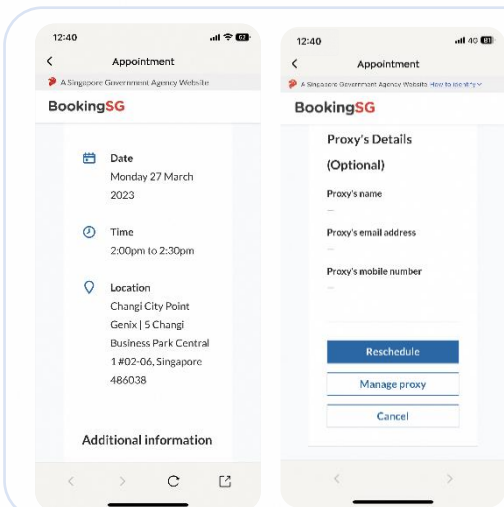 12:40
62
Appointment
A Singapore Government Agency Website
BookingSG
Date
Monday 27 March
2023
Time
2:00pm to 2:30pm
Location
Changi City Point
Genix | 5 Changi
Business Park Central
1 #02-06, Singapore
486038
Additional information
12:40
4G 61
Appointment
A Singapore Government Agency Website How to identify
BookingSG
Proxy's Details
(Optional)
Proxy's name
—
Proxy's email address
—
Proxy's mobile number
—
Reschedule
Manage proxy
Cancel